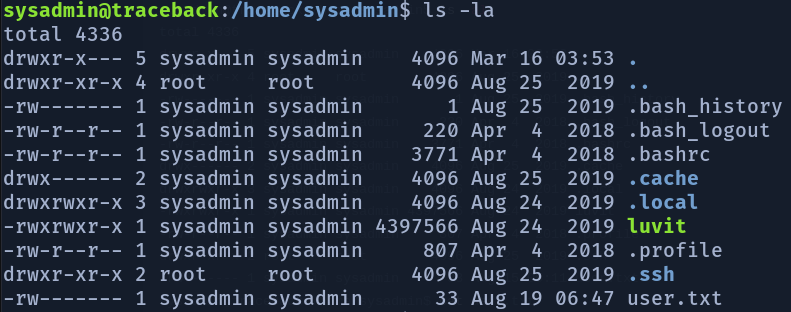 sysadmin@traceback:/home/sysadmin$ ls -la
total 4336
drwxr-x--- 5 sysadmin sysadmin    4096 Mar 16 03:53 .
drwxr-xr-x 4 root     root        4096 Aug 25  2019 ..
-rw------- 1 sysadmin sysadmin       1 Aug 25  2019 .bash_history
-rw-r--r-- 1 sysadmin sysadmin     220 Apr  4  2018 .bash_logout
-rw-r--r-- 1 sysadmin sysadmin    3771 Apr  4  2018 .bashrc
drwx------ 2 sysadmin sysadmin    4096 Aug 25  2019 .cache
drwxrwxr-x 3 sysadmin sysadmin    4096 Aug 24  2019 .local
-rwxrwxr-x 1 sysadmin sysadmin 4397566 Aug 24  2019 luvit
-rw-r--r-- 1 sysadmin sysadmin     807 Apr  4  2018 .profile
drwxr-xr-x 2 root     root        4096 Aug 25  2019 .ssh
-rw------- 1 sysadmin sysadmin      33 Aug 19 06:47 user.txt